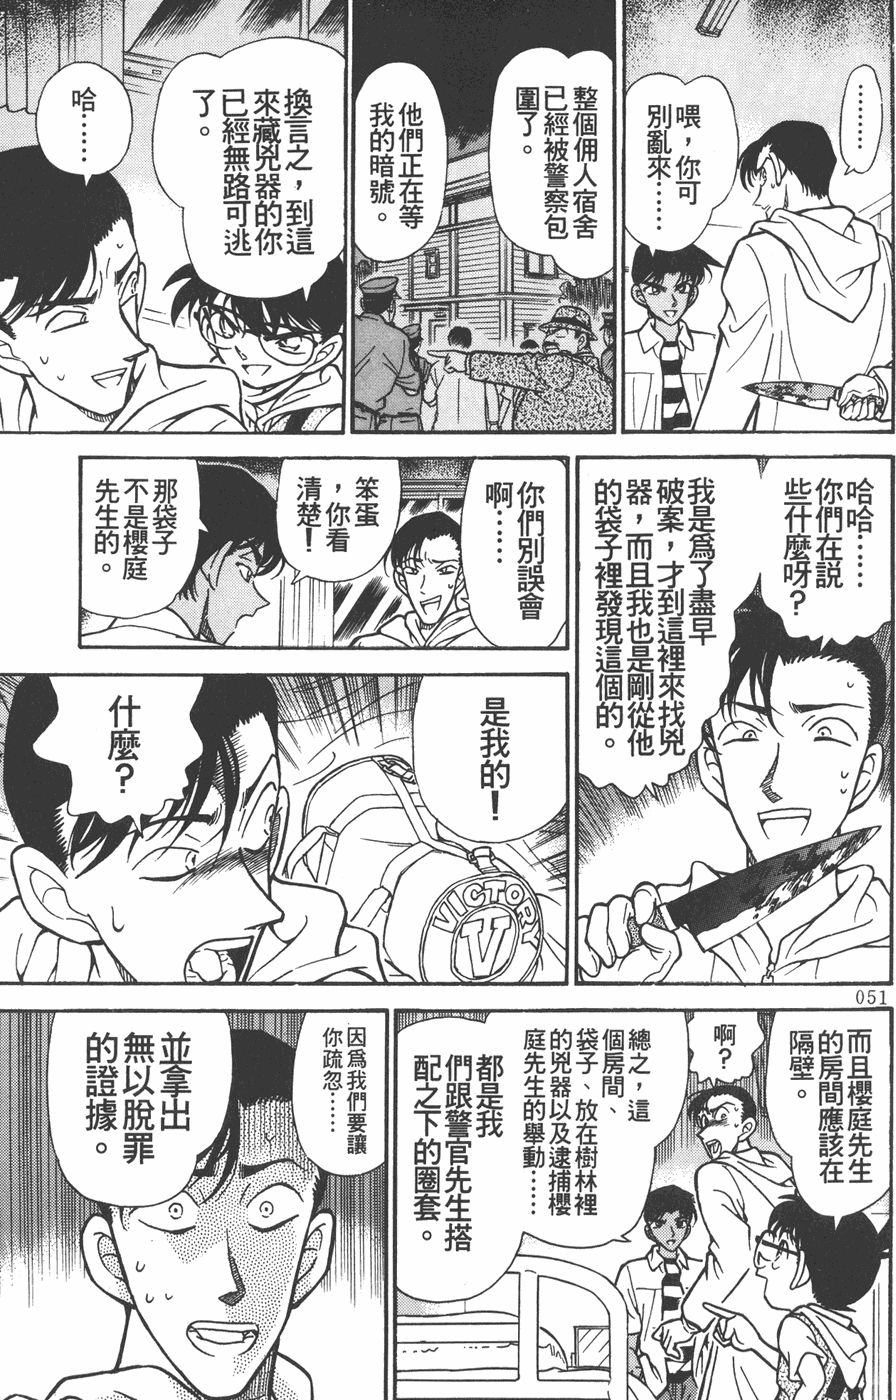 ………
喂，你可
別亂來……
整個佣人宿舍
已經被警察包
圍了。
他們正在等
我的暗號。
換言之，到這
來藏兇器的你
已經無路可逃
了。
哈…
哈哈……
你們在說
些什麼呀？
我是爲了盡早
破案，才到這裡來找兇
器，而且我也是剛從他
的袋子裡發現這個的。
你們別誤會
啊……
笨蛋
，你看
清楚！
那袋子
不是櫻庭
先生的。
是我的！
VICTORY
V
什麼？
051
而且櫻庭先生
的房間應該在
隔壁。
啊？
總之，這
個房間、
袋子、放在樹林裡
的兇器以及逮捕櫻
庭先生的舉動……
都是我
們跟警官先生搭
配之下的圈套。
因爲我們要讓
你疏忽……
並拿出
無以脫罪
的證據。